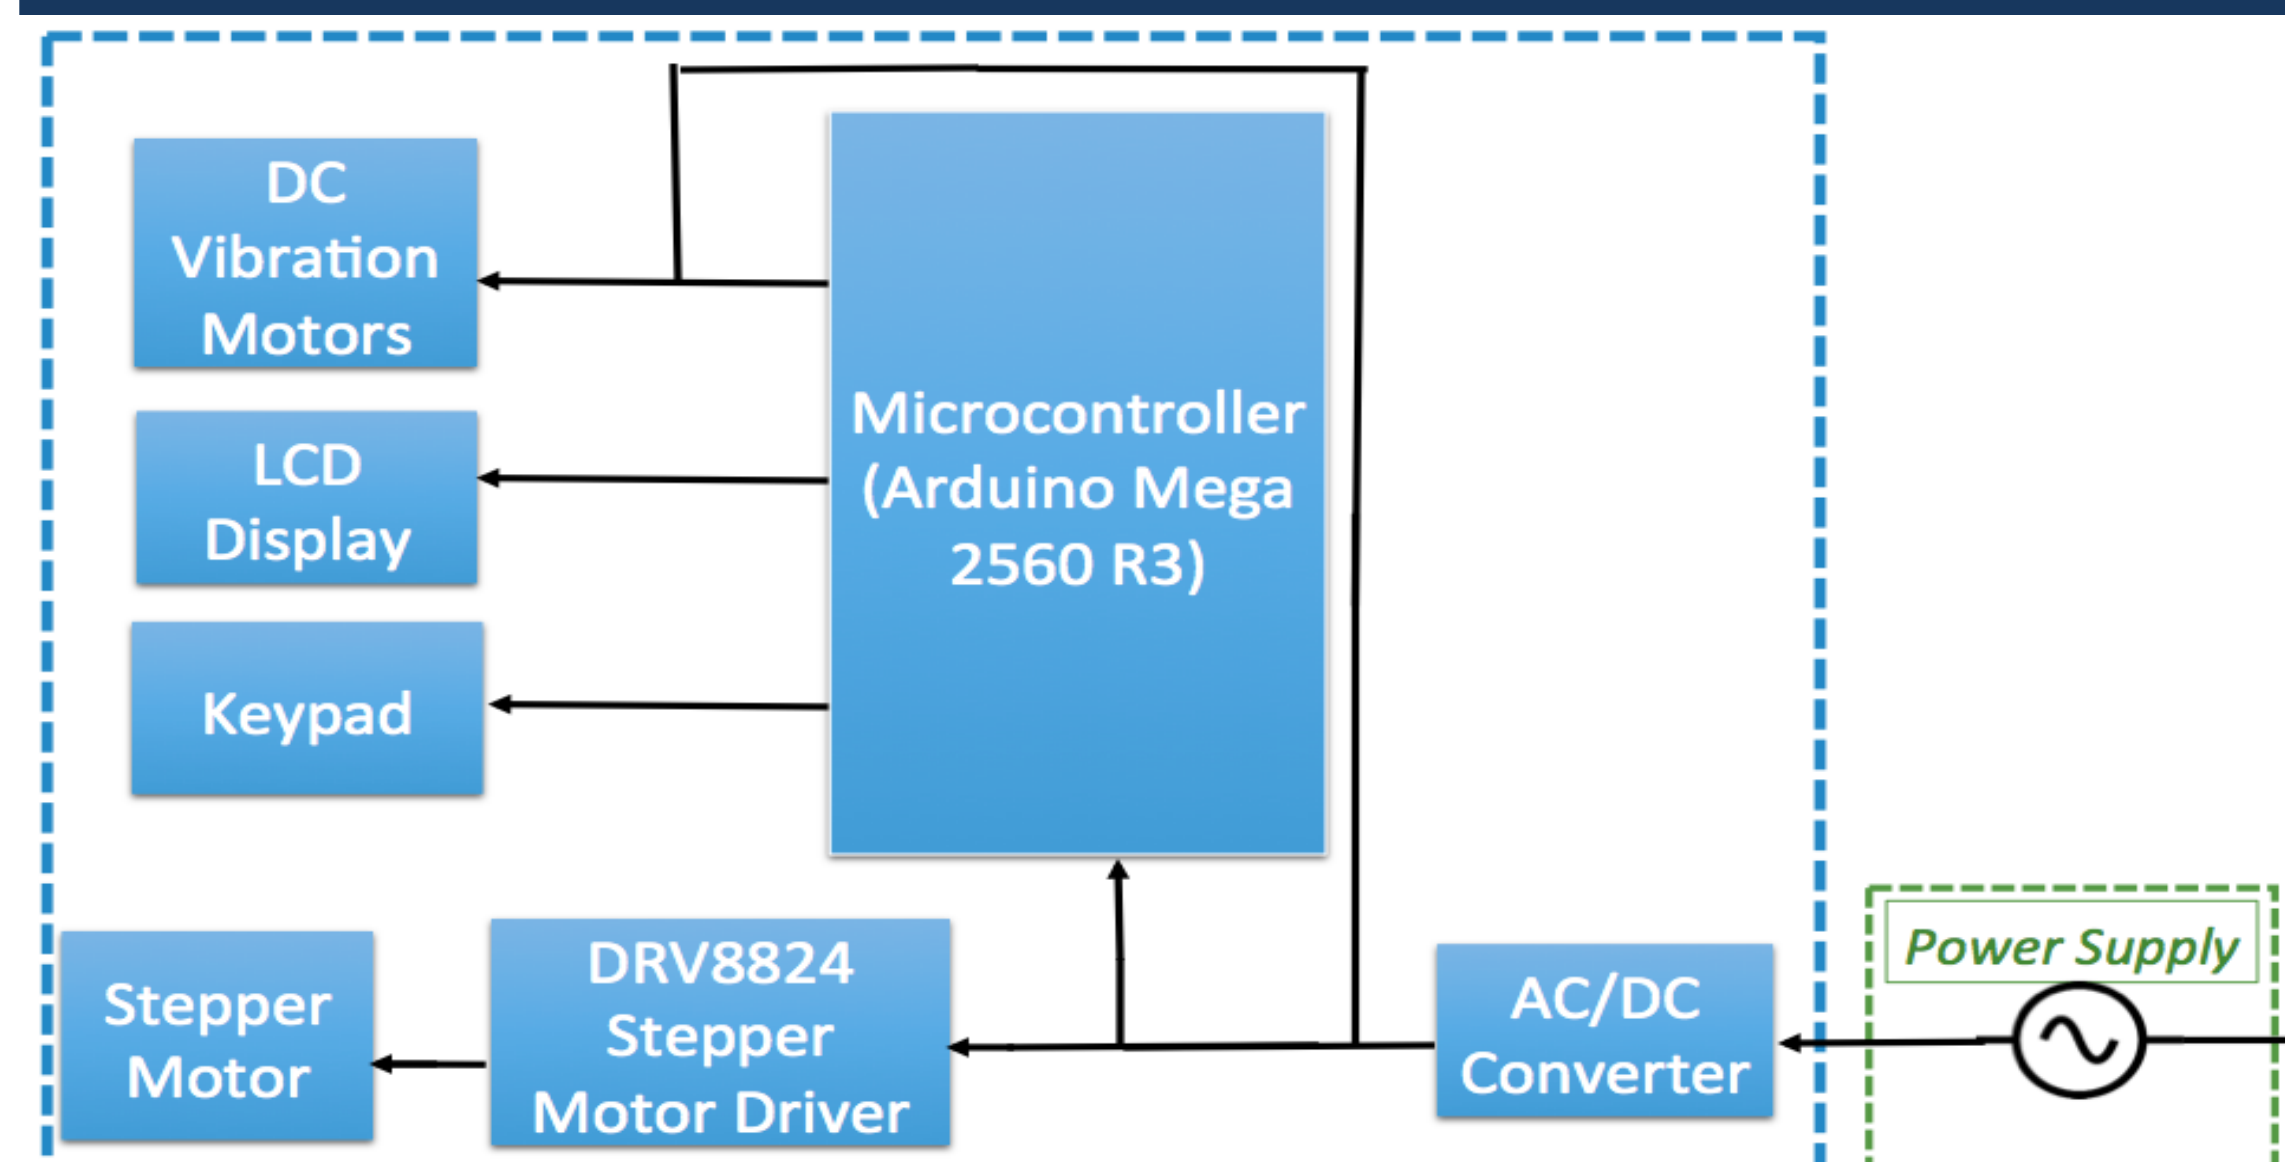 DC
Vibration
Motors
LCD
Display
Keypad
Microcontroller
(Arduino Mega
2560 R3)
Stepper
Motor
DRV8824
Stepper
Motor Driver
AC/DC
Converter
Power Supply